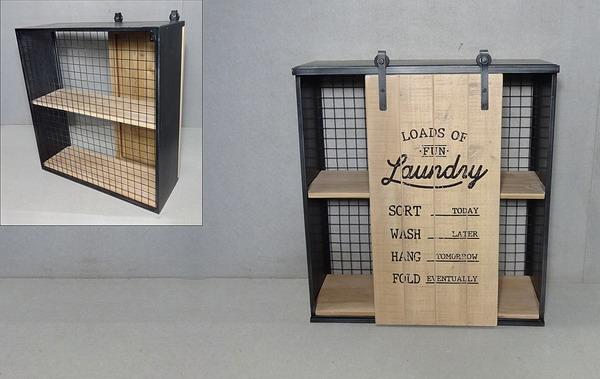 LOADS OF
·FUN·
Laundry
SORT TODAY
WASH LATER
HANG TOMORROW
FOLD EVENTUALLY